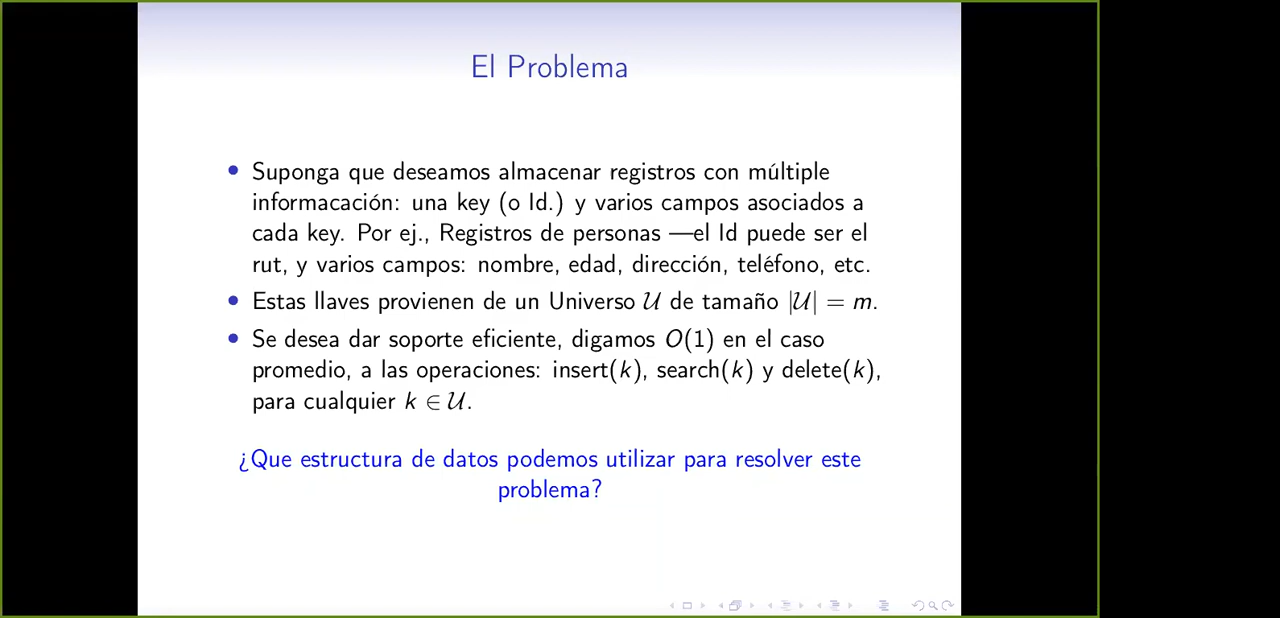 El Problema
Suponga que deseamos almacenar registros con múltiple
informacación: una key (o Id.) y varios campos asociados a
cada key. Por ej., Registros de personas —el Id puede ser el
rut, y varios campos: nombre, edad, dirección, teléfono, etc.
Estas llaves provienen de un Universo 𝒰 de tamaño |𝒰| = m.
Se desea dar soporte eficiente, digamos O(1) en el caso
promedio, a las operaciones: insert(k), search(k) y delete(k),
para cualquier k ∈ 𝒰.
¿Que estructura de datos podemos utilizar para resolver este
problema?